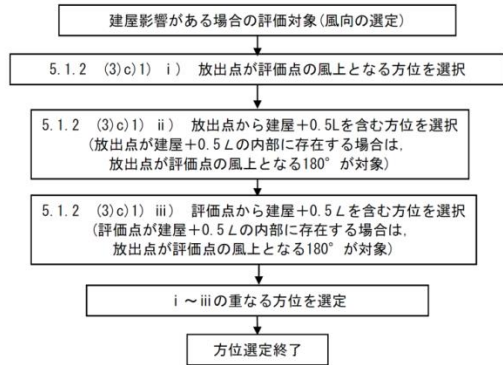 建屋影響がある場合の評価対象(風向の選定)
5.1.2 (3)c)1) ⅰ) 放出点が評価点の風上となる方位を選択
5.1.2 (3)c)1) ⅱ) 放出点から建屋+0.5Lを含む方位を選択
(放出点が建屋+0.5Lの内部に存在する場合は,
放出点が評価点の風上となる180°が対象)
5.1.2 (3)c)1) ⅲ) 評価点から建屋+0.5Lを含む方位を選択
(評価点が建屋+0.5Lの内部に存在する場合は,
放出点が評価点の風上となる180°が対象)
ⅰ~ⅲの重なる方位を選定
方位選定終了